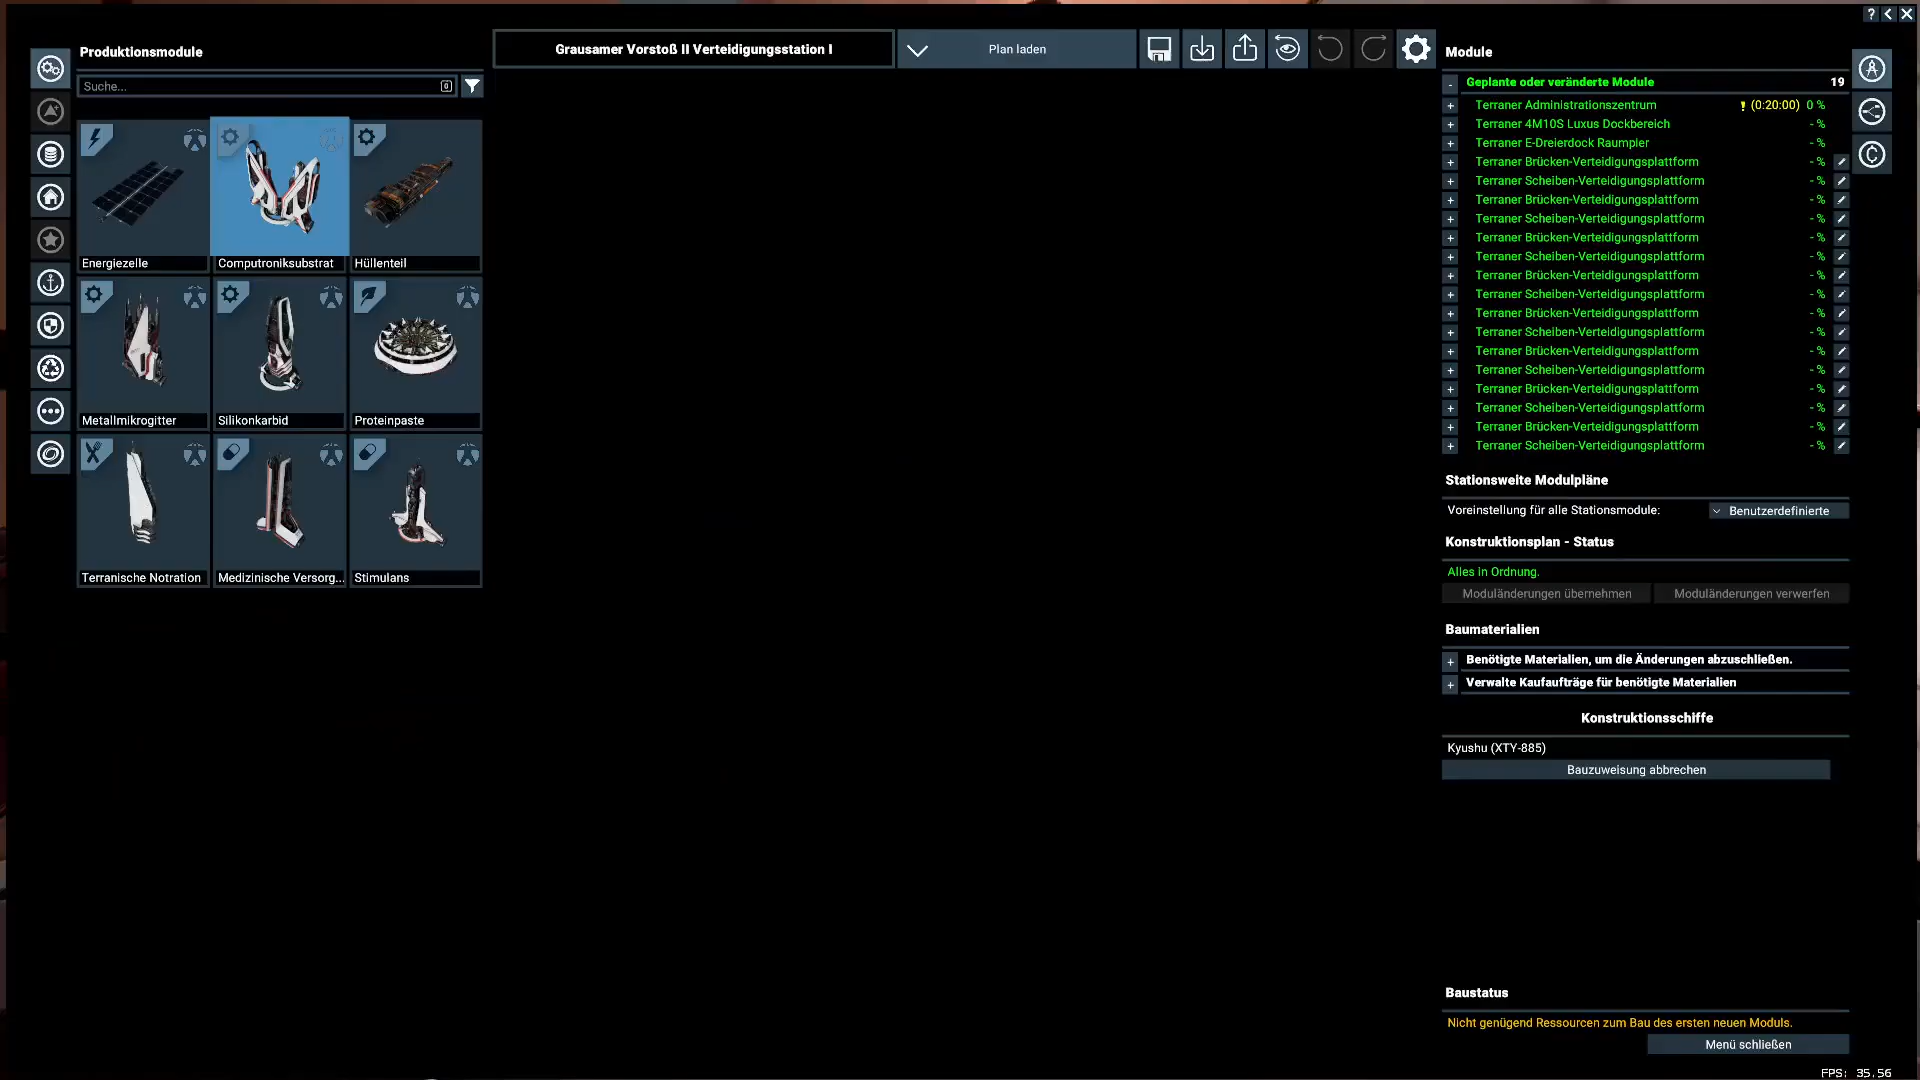 ? < X
Produktionsmodule
Suche...
0
Energiezelle
Computroniksubstrat
Hüllenteil
Metallmikrogitter
Silikonkarbid
Proteinpaste
Terranische Notration
Medizinische Versorg...
Stimulans
Grausamer Vorstoß II Verteidigungsstation I
Plan laden
Module
- Geplante oder veränderte Module 19
+ Terraner Administrationszentrum ! (0:20:00) 0 %
+ Terraner 4M10S Luxus Dockbereich - %
+ Terraner E-Dreierdock Raumpier - %
+ Terraner Brücken-Verteidigungsplattform - %
+ Terraner Scheiben-Verteidigungsplattform - %
+ Terraner Brücken-Verteidigungsplattform - %
+ Terraner Scheiben-Verteidigungsplattform - %
+ Terraner Brücken-Verteidigungsplattform - %
+ Terraner Scheiben-Verteidigungsplattform - %
+ Terraner Brücken-Verteidigungsplattform - %
+ Terraner Scheiben-Verteidigungsplattform - %
+ Terraner Brücken-Verteidigungsplattform - %
+ Terraner Scheiben-Verteidigungsplattform - %
+ Terraner Brücken-Verteidigungsplattform - %
+ Terraner Scheiben-Verteidigungsplattform - %
+ Terraner Brücken-Verteidigungsplattform - %
+ Terraner Scheiben-Verteidigungsplattform - %
+ Terraner Brücken-Verteidigungsplattform - %
+ Terraner Scheiben-Verteidigungsplattform - %
Stationsweite Modulpläne
Voreinstellung für alle Stationsmodule: Benutzerdefinierte
Konstruktionsplan - Status
Alles in Ordnung.
Moduländerungen übernehmen Moduländerungen verwerfen
Baumaterialien
+ Benötigte Materialien, um die Änderungen abzuschließen.
+ Verwalte Kaufaufträge für benötigte Materialien
Konstruktionsschiffe
Kyushu (XTY-885)
Bauzuweisung abbrechen
Baustatus
Nicht genügend Ressourcen zum Bau des ersten neuen Moduls.
Menü schließen
FPS: 35.56